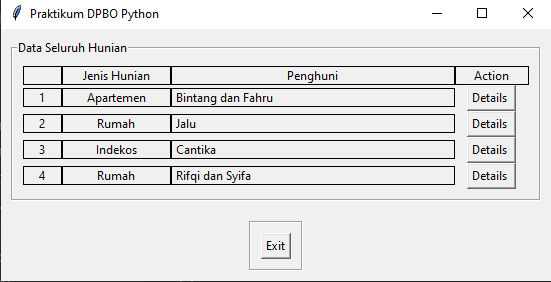 Praktikum DPBO Python
Data Seluruh Hunian
Jenis Hunian Penghuni Action
1 Apartemen Bintang dan Fahru Details
2 Rumah Jalu Details
3 Indekos Cantika Details
4 Rumah Rifqi dan Syifa Details
Exit